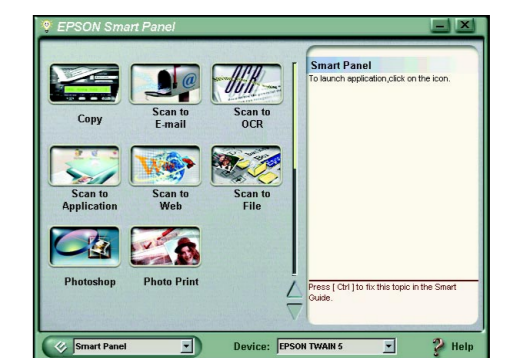 EPSON Smart Panel
Copy
Scan to
E-mail
OCR
Scan to
OCR
Scan to
Application
Web
Scan to
Web
Scan to
File
Photoshop
Photo Print
Smart Panel
To launch application,click on the icon.
Press [ Ctrl ] to fix this topic in the Smart
Guide.
Smart Panel
Device:
EPSON TWAIN 5
Help